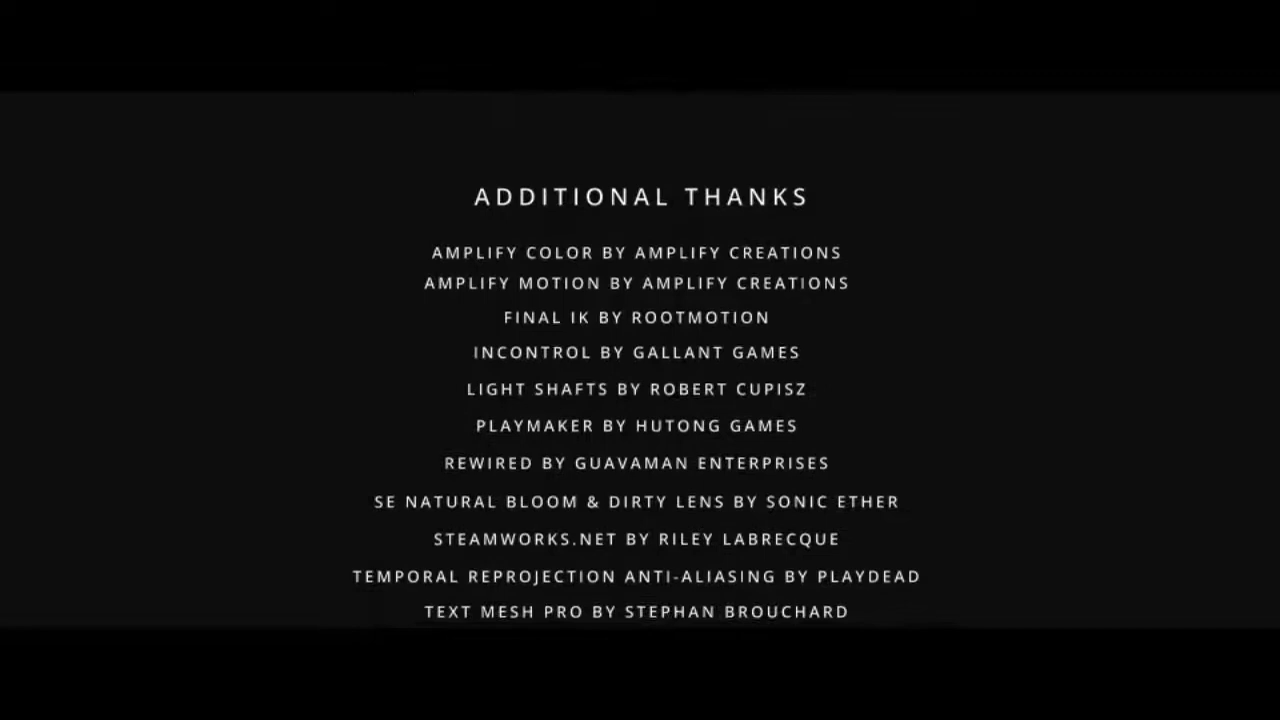 ADDITIONAL THANKS
AMPLIFY COLOR BY AMPLIFY CREATIONS
AMPLIFY MOTION BY AMPLIFY CREATIONS
FINAL IK BY ROOTMOTION
INCONTROL BY GALLANT GAMES
LIGHT SHAFTS BY ROBERT CUPISZ
PLAYMAKER BY HUTONG GAMES
REWIRED BY GUAVAMAN ENTERPRISES
SE NATURAL BLOOM & DIRTY LENS BY SONIC ETHER
STEAMWORKS.NET BY RILEY LABRECQUE
TEMPORAL REPROJECTION ANTI-ALIASING BY PLAYDEAD
TEXT MESH PRO BY STEPHAN BROUCHARD